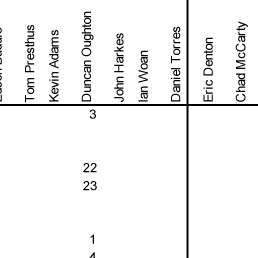 Tom Presthus
Kevin Adams
Duncan Oughton
John Harkes
Ian Woan
Daniel Torres
Eric Denton
Chad McCarty
3
22
23
1
4